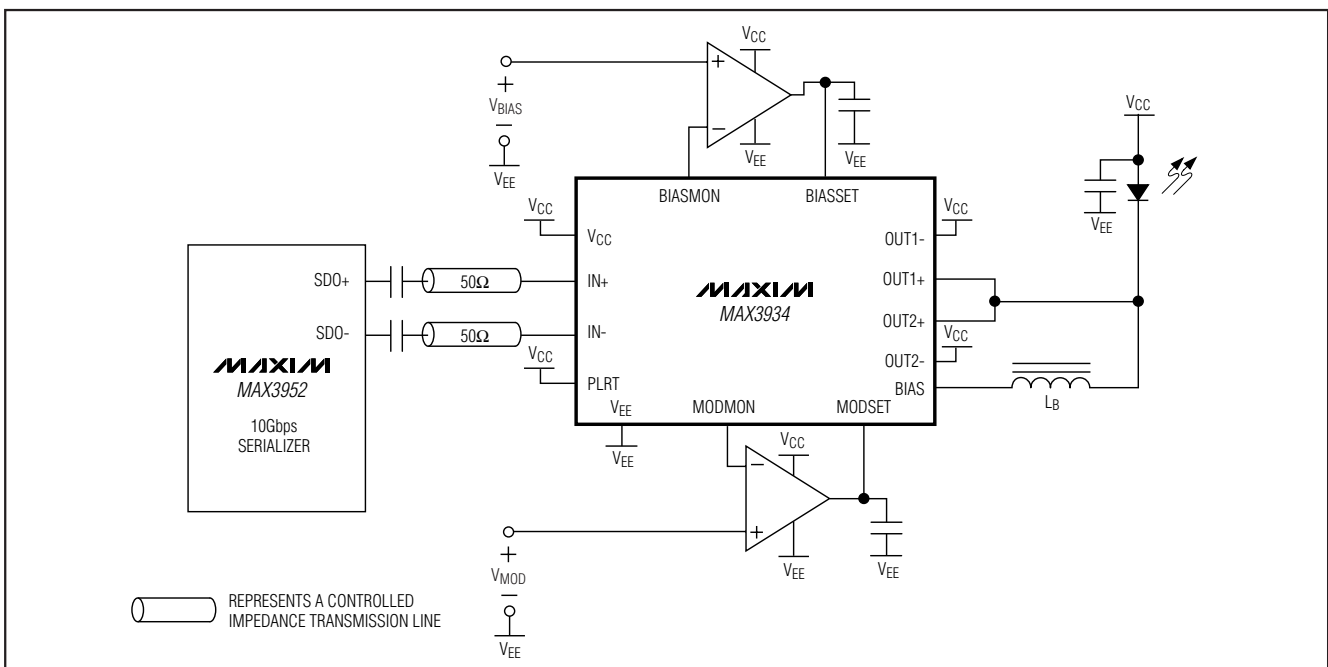 VCC
+
VBIAS
−
VEE
+
−
VCC
VEE
VEE
VCC
VEE
BIASMON
BIASSET
VCC
VCC
VCC
OUT1-
SDO+
50Ω
IN+
OUT1+
MAXIM
MAX3934
OUT2+
SDO-
50Ω
IN-
VCC
OUT2-
MAXIM
MAX3952
10Gbps
SERIALIZER
VCC
PLRT
VEE
VEE
MODMON
MODSET
BIAS
LB
VCC
−
+
VEE
VEE
+
VMOD
−
VEE
REPRESENTS A CONTROLLED
IMPEDANCE TRANSMISSION LINE